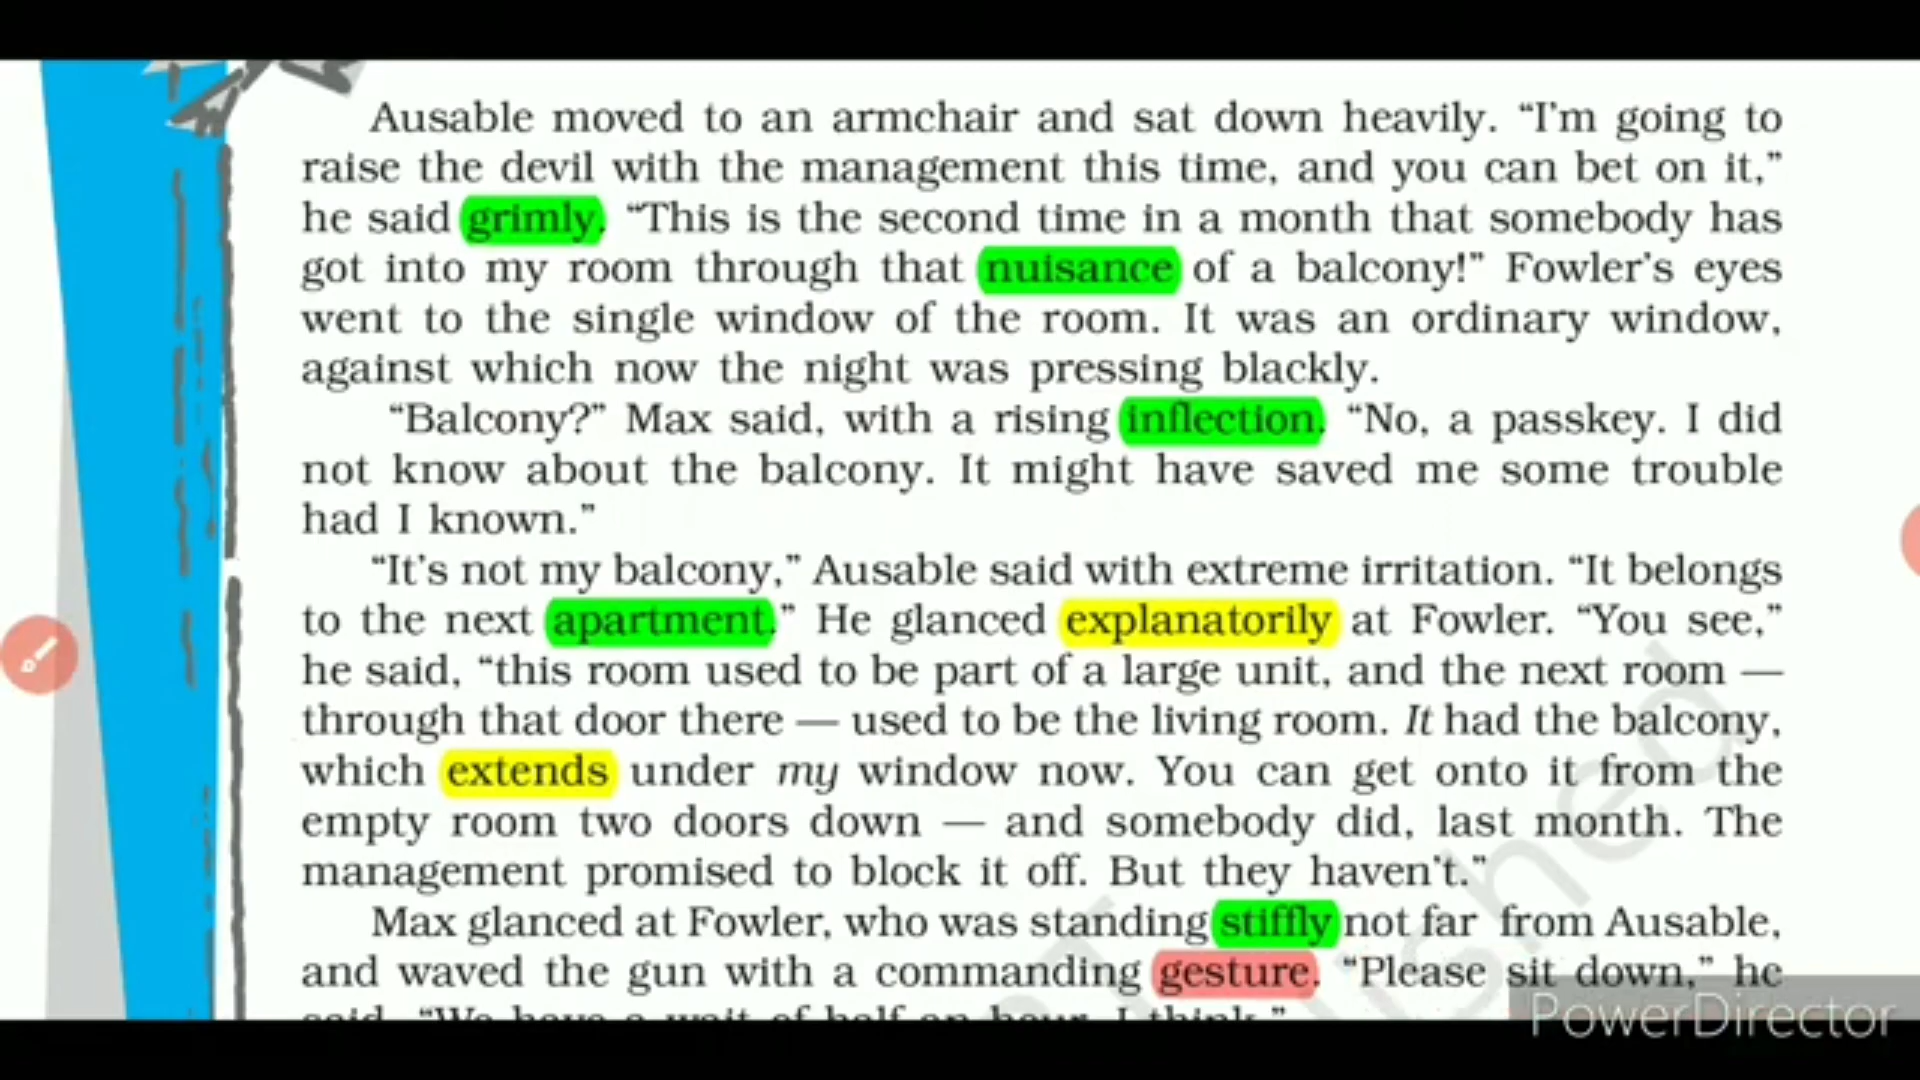 Ausable moved to an armchair and sat down heavily. “I'm going to
raise the devil with the management this time, and you can bet on it,”
he said grimly. “This is the second time in a month that somebody has
got into my room through that nuisance of a balcony!” Fowler's eyes
went to the single window of the room. It was an ordinary window,
against which now the night was pressing blackly.
“Balcony?” Max said, with a rising inflection. “No, a passkey. I did
not know about the balcony. It might have saved me some trouble
had I known.”
“It's not my balcony,” Ausable said with extreme irritation. “It belongs
to the next apartment.” He glanced explanatorily at Fowler. “You see,”
he said, “this room used to be part of a large unit, and the next room —
through that door there — used to be the living room. It had the balcony,
which extends under my window now. You can get onto it from the
empty room two doors down — and somebody did, last month. The
management promised to block it off. But they haven't.”
Max glanced at Fowler, who was standing stiffly not far from Ausable,
and waved the gun with a commanding gesture. “Please sit down,” he
said. “We have a wait of half an hour, I think.”
PowerDirector